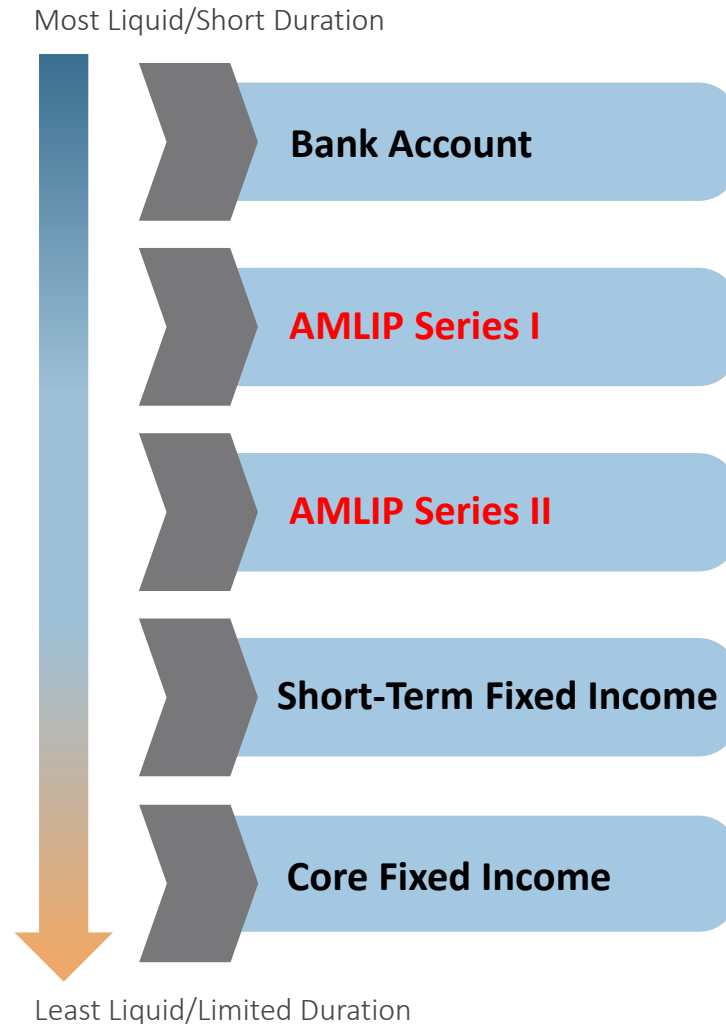 Most Liquid/Short Duration
Bank Account
AMLIP Series I
AMLIP Series II
Short-Term Fixed Income
Core Fixed Income
Least Liquid/Limited Duration